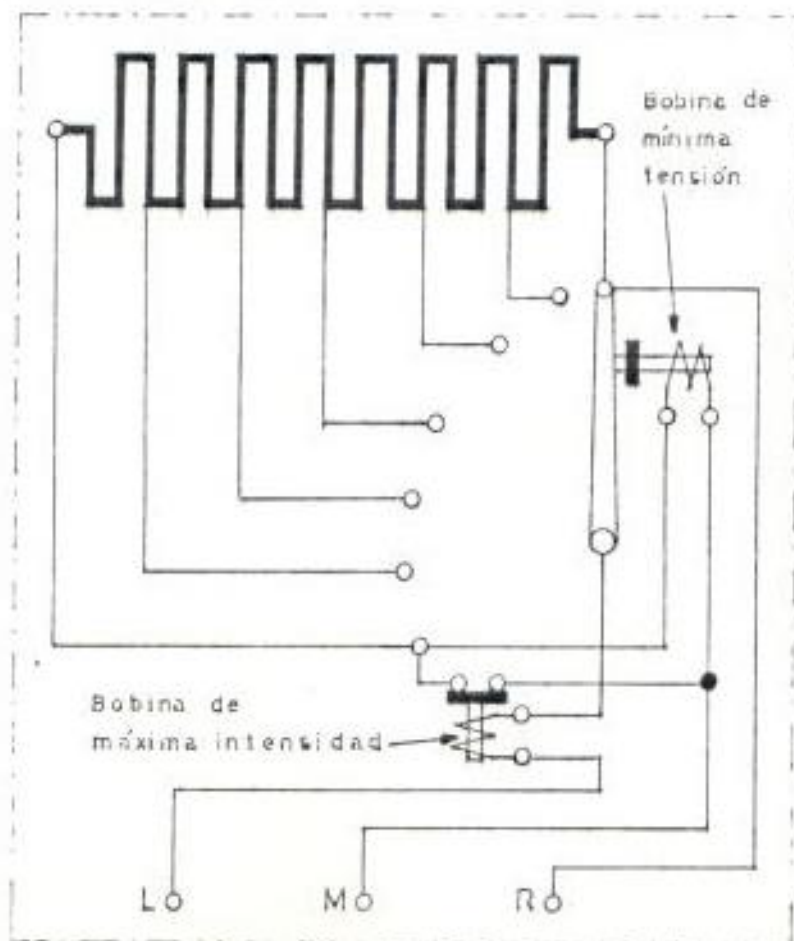 Bobina de
mínima
tensión
Bobina de
máxima intensidad
L M R